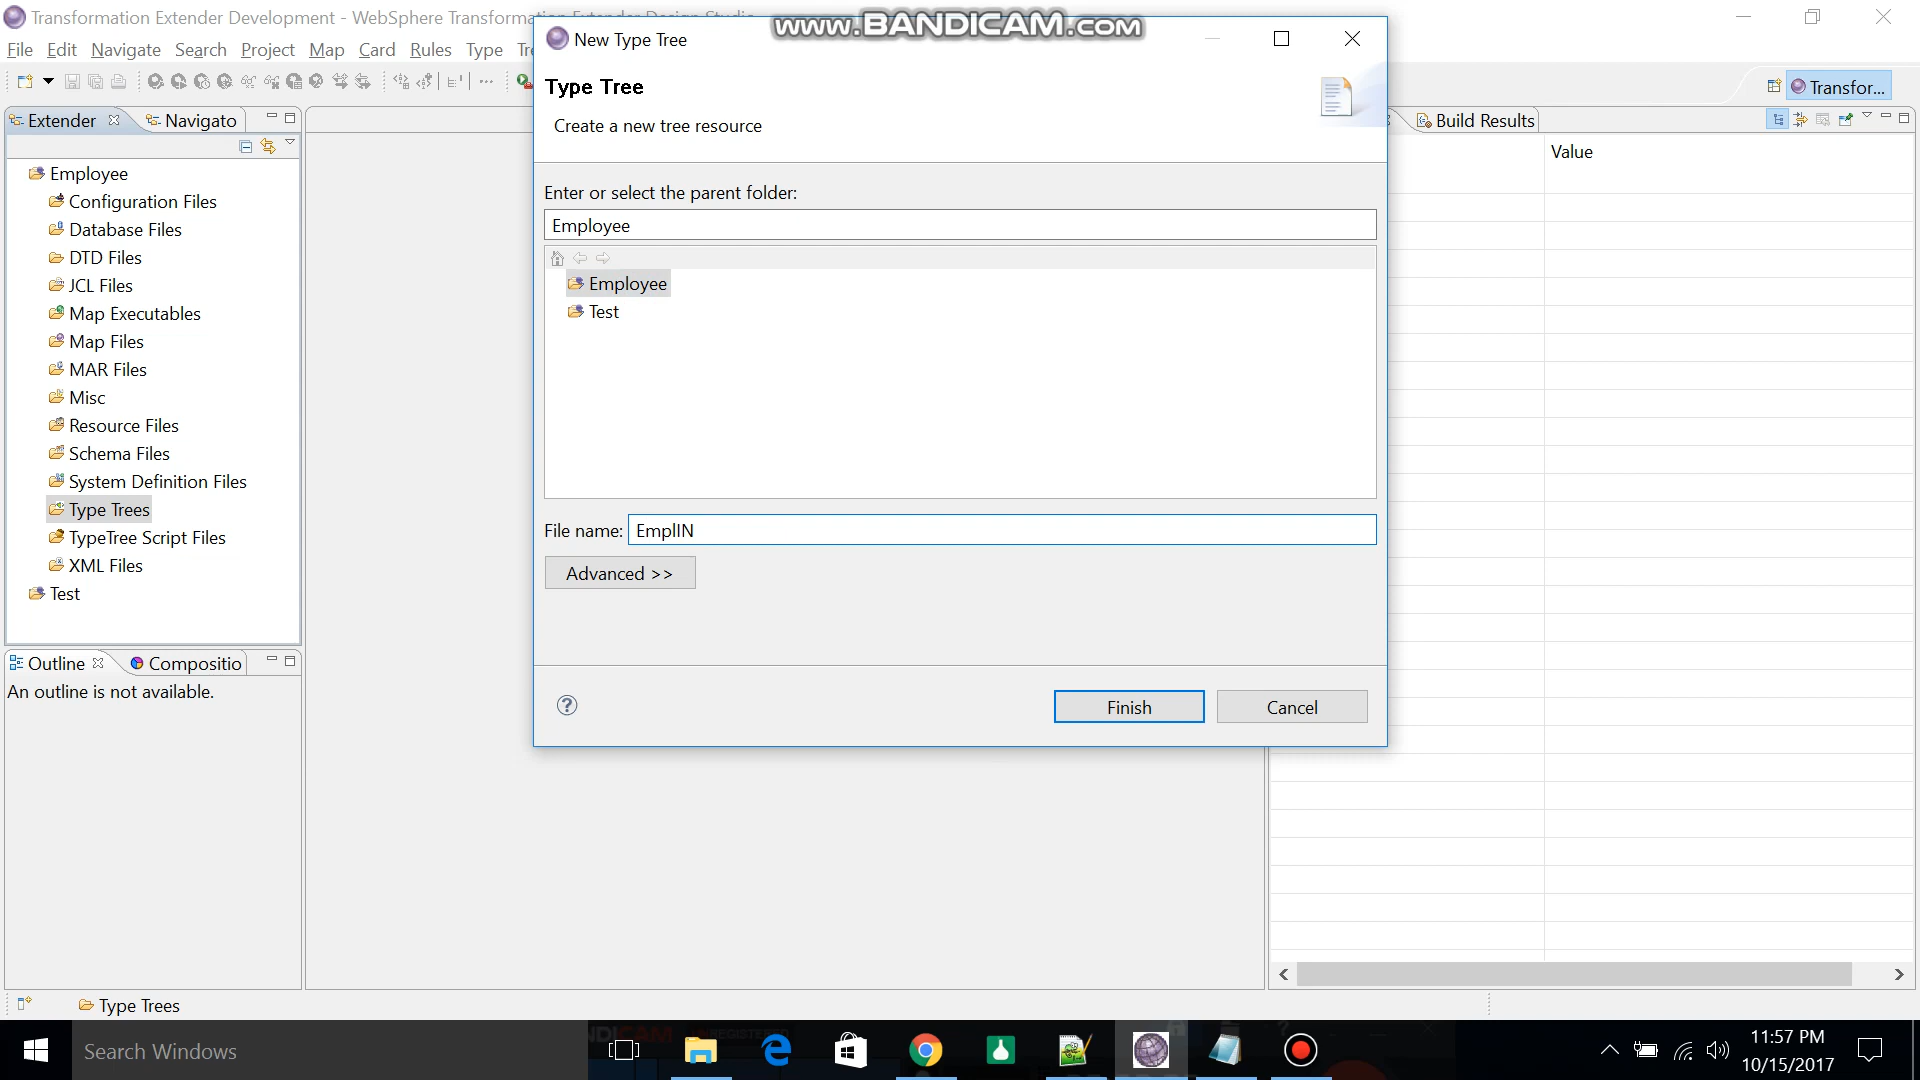 Transformation Extender Development - WebSphere Transformation Extender Design Studio
www.BANDICAM.com
File Edit Navigate Search Project Map Card Rules Type
Transfor...
Extender
Navigato
Build Results
Value
Employee
Configuration Files
Database Files
DTD Files
JCL Files
Map Executables
Map Files
MAR Files
Misc
Resource Files
Schema Files
System Definition Files
Type Trees
TypeTree Script Files
XML Files
Test
Outline
Compositio
An outline is not available.
New Type Tree
Type Tree
Create a new tree resource
Enter or select the parent folder:
Employee
Employee
Test
File name: EmplIN
Advanced >>
Finish
Cancel
Type Trees
Search Windows
11:57 PM
10/15/2017